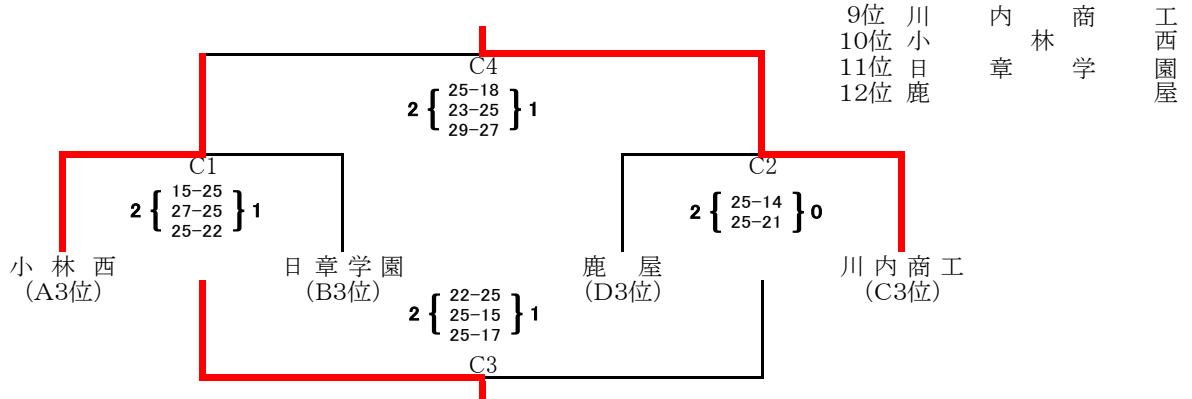 9位 川内商工
10位 小林西
11位 日章学園
12位 鹿屋
C4
2 { 25-18 } 1
23-25
29-27
C1
2 { 15-25 } 1
27-25
25-22
C2
2 { 25-14 } 0
25-21
小林西 日章学園 鹿屋 川内商工
(A3位) (B3位) (D3位) (C3位)
2 { 22-25 } 1
25-15
25-17
C3